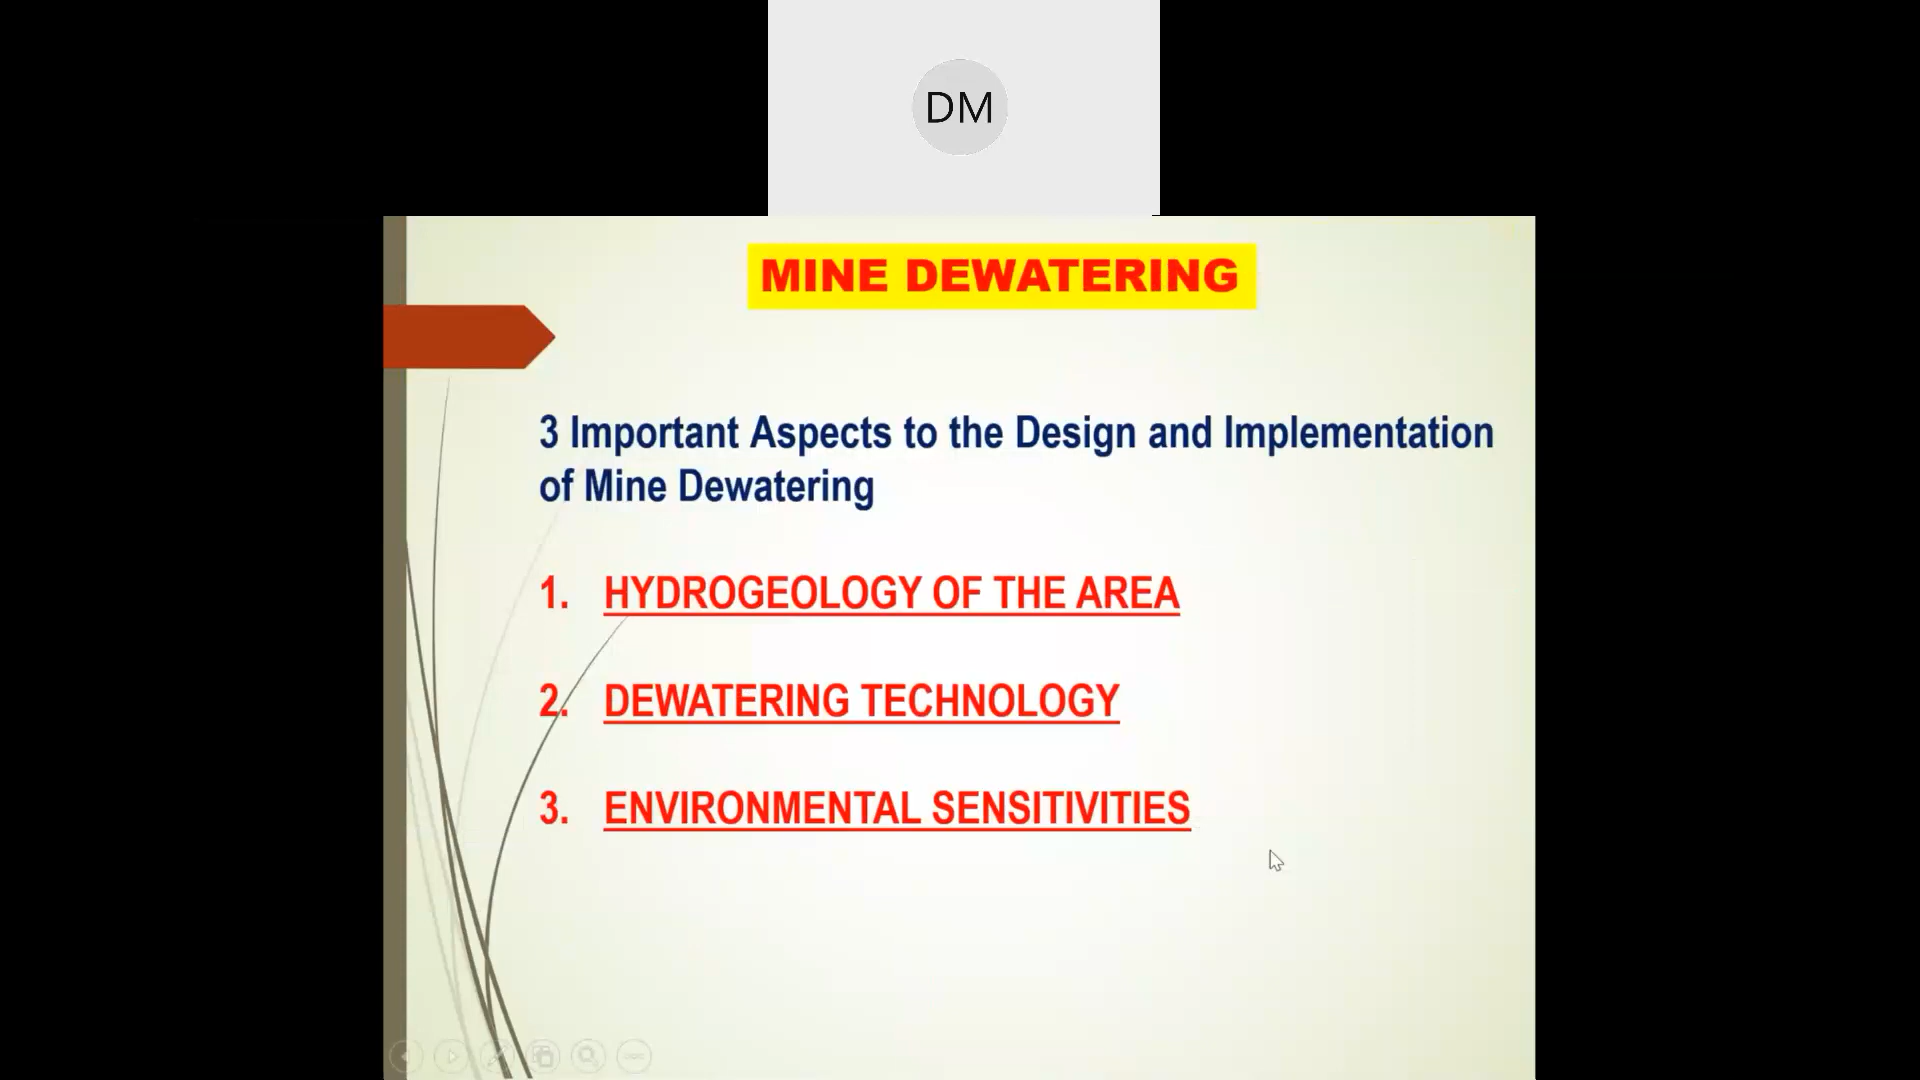 DM
MINE DEWATERING
3 Important Aspects to the Design and Implementation
of Mine Dewatering
1. HYDROGEOLOGY OF THE AREA
2. DEWATERING TECHNOLOGY
3. ENVIRONMENTAL SENSITIVITIES